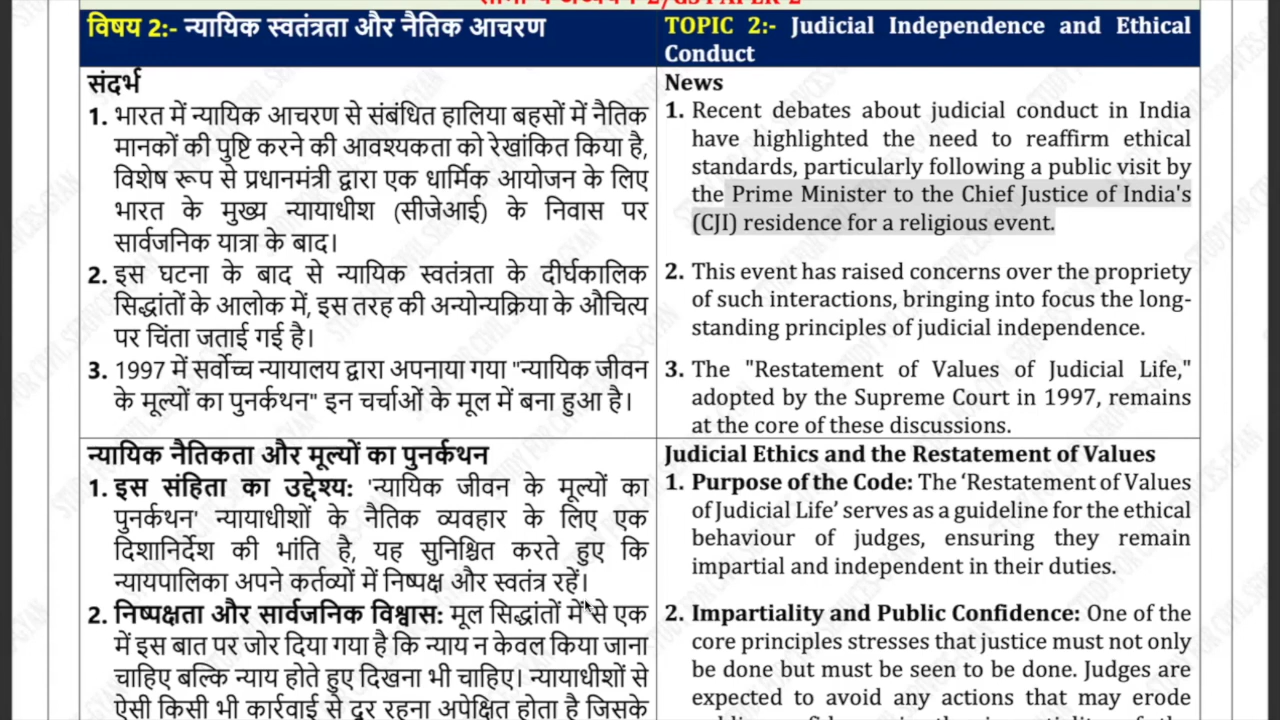 विषय 2:- न्यायिक स्वतंत्रता और नैतिक आचरण
संदर्भ
1. भारत में न्यायिक आचरण से संबंधित हालिया बहसों में नैतिक
मानकों की पुष्टि करने की आवश्यकता को रेखांकित किया है,
विशेष रूप से प्रधानमंत्री द्वारा एक धार्मिक आयोजन के लिए
भारत के मुख्य न्यायाधीश (सीजेआई) के निवास पर
सार्वजनिक यात्रा के बाद।
2. इस घटना के बाद से न्यायिक स्वतंत्रता के दीर्घकालिक
सिद्धांतों के आलोक में, इस तरह की अन्योन्यक्रिया के औचित्य
पर चिंता जताई गई है।
3. 1997 में सर्वोच्च न्यायालय द्वारा अपनाया गया "न्यायिक जीवन
के मूल्यों का पुनर्कथन" इन चर्चाओं के मूल में बना हुआ है।
न्यायिक नैतिकता और मूल्यों का पुनर्कथन
1. इस संहिता का उद्देश्य: 'न्यायिक जीवन के मूल्यों का
पुनर्कथन' न्यायाधीशों के नैतिक व्यवहार के लिए एक
दिशानिर्देश की भांति है, यह सुनिश्चित करते हुए कि
न्यायपालिका अपने कर्तव्यों में निष्पक्ष और स्वतंत्र रहें।
2. निष्पक्षता और सार्वजनिक विश्वास: मूल सिद्धांतों में से एक
में इस बात पर जोर दिया गया है कि न्याय न केवल किया जाना
चाहिए बल्कि न्याय होते हुए दिखना भी चाहिए। न्यायाधीशों से
ऐसी किसी भी कार्रवाई से दूर रहना अपेक्षित होता है जिसके
TOPIC 2:- Judicial Independence and Ethical
Conduct
News
1. Recent debates about judicial conduct in India
have highlighted the need to reaffirm ethical
standards, particularly following a public visit by
the Prime Minister to the Chief Justice of India's
(CJI) residence for a religious event.
2. This event has raised concerns over the propriety
of such interactions, bringing into focus the long-
standing principles of judicial independence.
3. The "Restatement of Values of Judicial Life,"
adopted by the Supreme Court in 1997, remains
at the core of these discussions.
Judicial Ethics and the Restatement of Values
1. Purpose of the Code: The ‘Restatement of Values
of Judicial Life’ serves as a guideline for the ethical
behaviour of judges, ensuring they remain
impartial and independent in their duties.
2. Impartiality and Public Confidence: One of the
core principles stresses that justice must not only
be done but must be seen to be done. Judges are
expected to avoid any actions that may erode